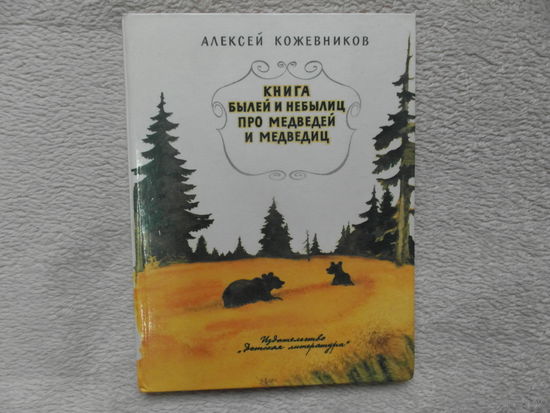 АЛЕКСЕЙ КОЖЕВНИКОВ
КНИГА
БЫЛЕЙ И НЕБЫЛИЦ
ПРО МЕДВЕДЕЙ
И МЕДВЕДИЦ
Издательство
„Детская литература"